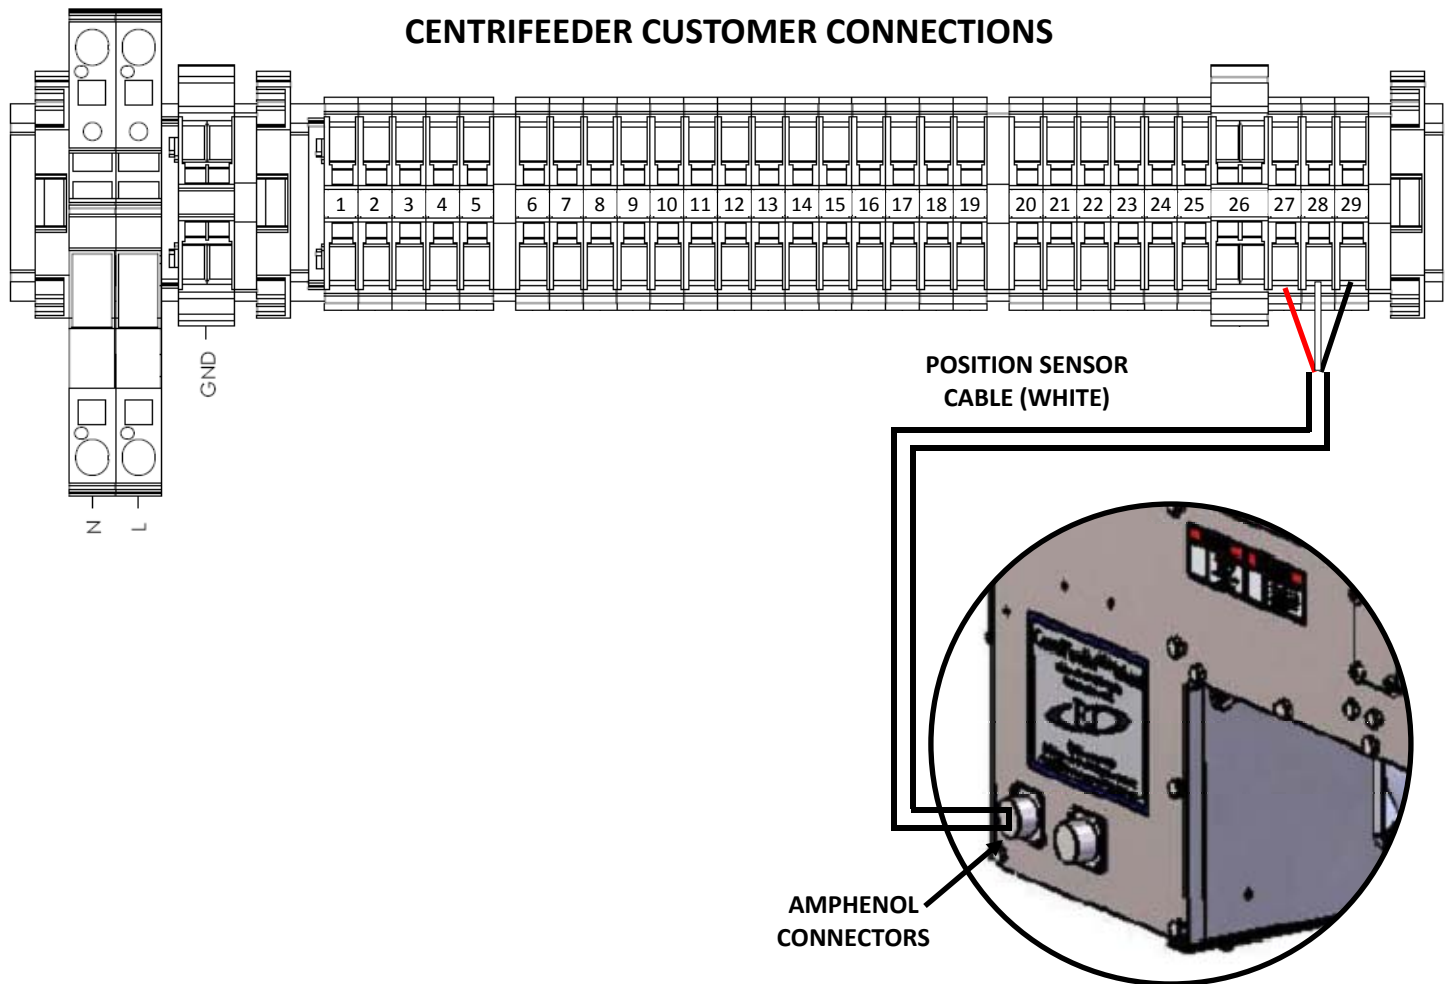 CENTRIFEEDER CUSTOMER CONNECTIONS
1 2 3 4 5 6 7 8 9 10 11 12 13 14 15 16 17 18 19 20 21 22 23 24 25 26 27 28 29
GND
N
L
POSITION SENSOR
CABLE (WHITE)
AMPHENOL
CONNECTORS